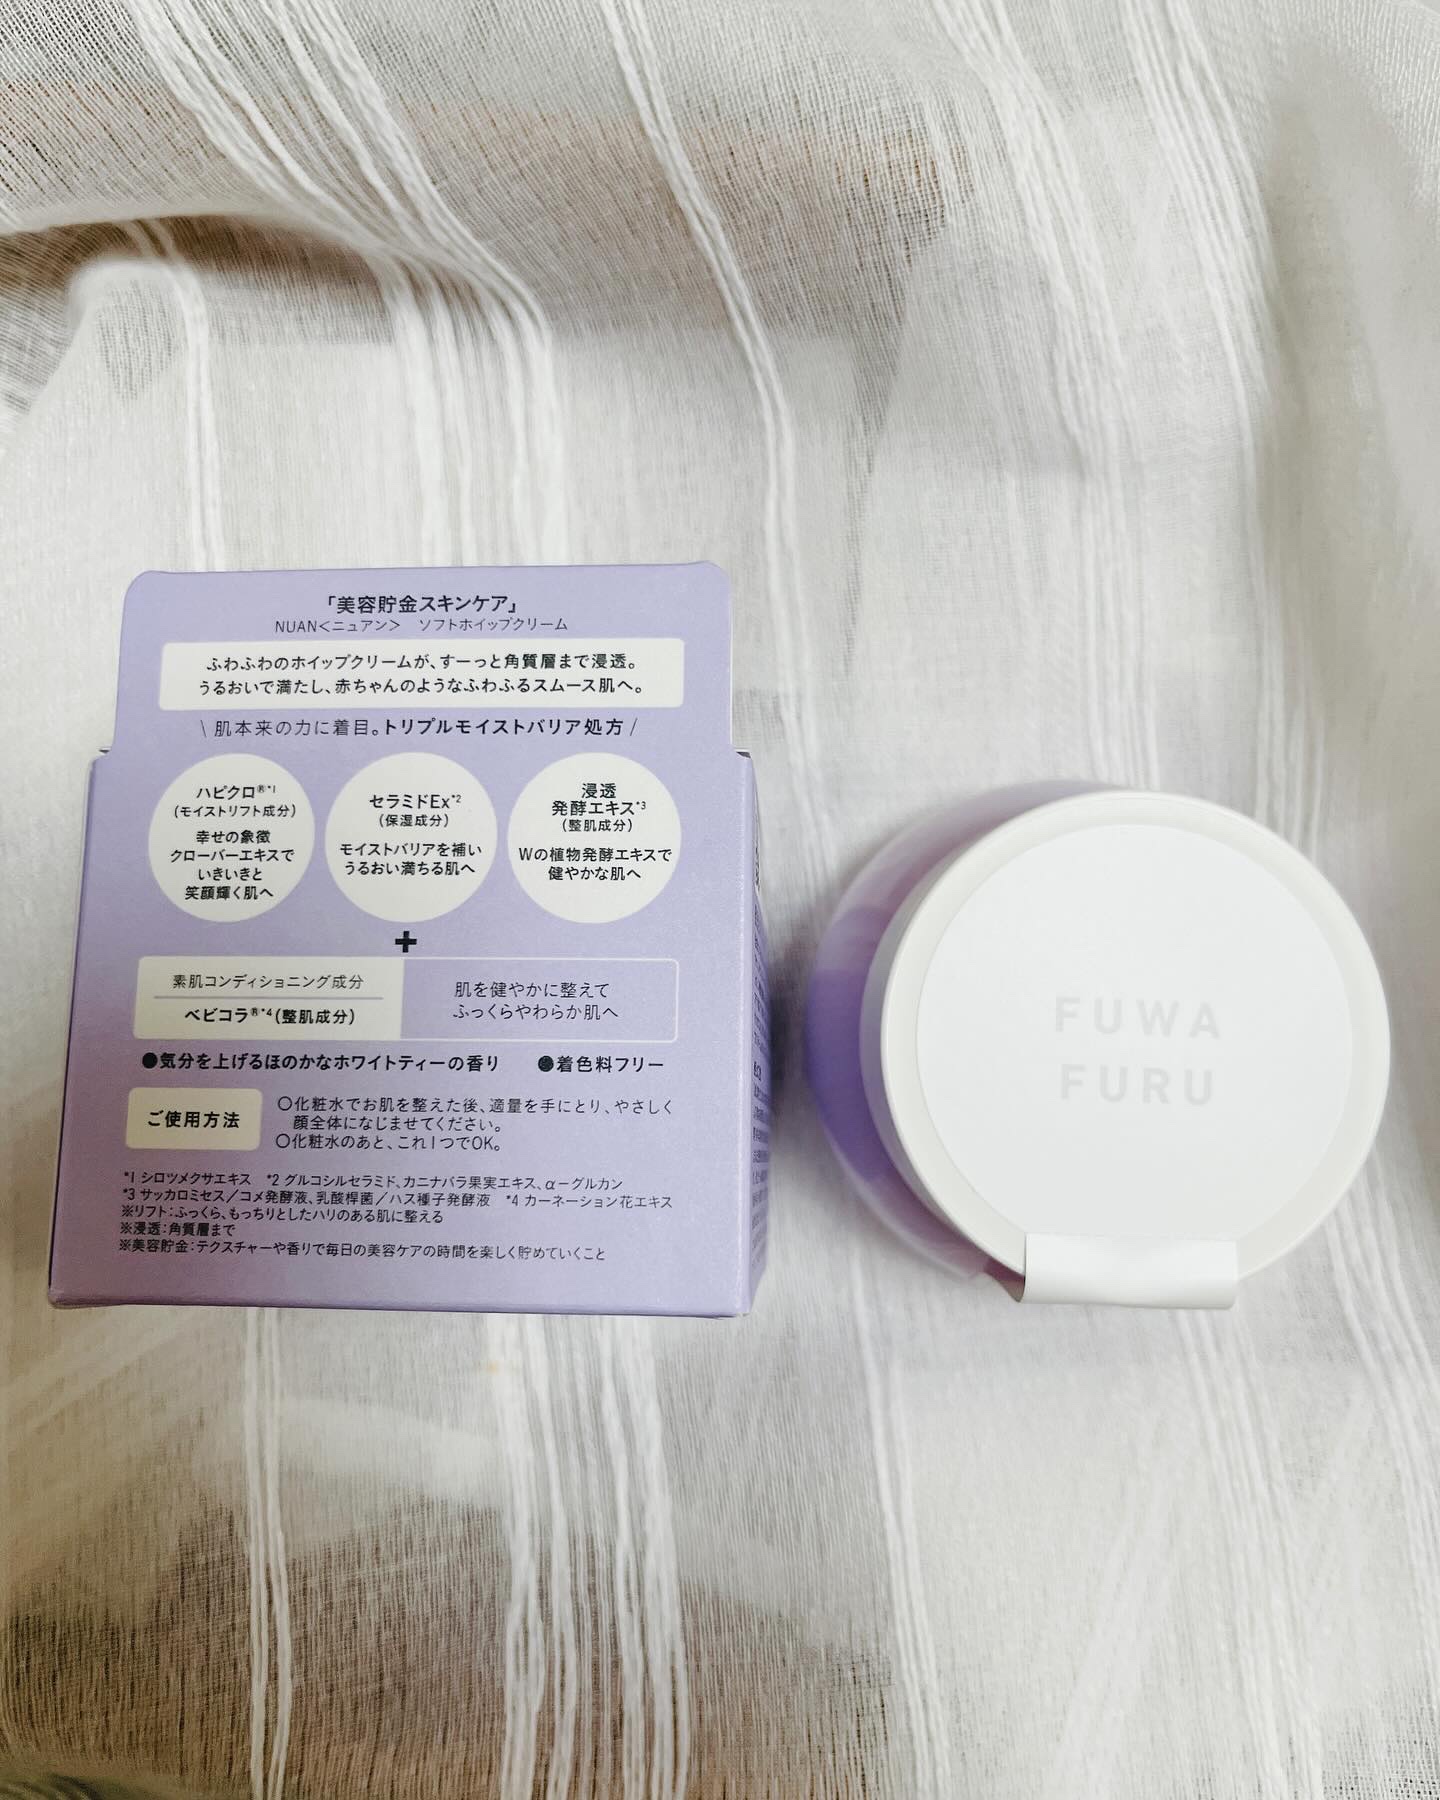 「美容貯金スキンケア」
NUAN＜ニュアン＞ ソフトホイップクリーム
ふわふわのホイップクリームが、すーっと角質層まで浸透。
うるおいで満たし、赤ちゃんのようなふわふるスムース肌へ。
\ 肌本来の力に着目。トリプルモイストバリア処方 /
ハピクロ®*1
(モイストリフト成分)
幸せの象徴
クローバーエキスで
いきいきと
笑顔輝く肌へ
セラミドEx*2
(保湿成分)
モイストバリアを補い
うるおい満ちる肌へ
浸透
発酵エキス*3
(整肌成分)
Wの植物発酵エキスで
健やかな肌へ
+
素肌コンディショニング成分
ベビコラ®*4(整肌成分)
肌を健やかに整えて
ふっくらやわらか肌へ
●気分を上げるほのかなホワイトティーの香り ●着色料フリー
ご使用方法
○化粧水でお肌を整えた後、適量を手にとり、やさしく
顔全体になじませてください。
○化粧水のあと、これ1つでOK。
*1 シロツメクサエキス *2 グルコシルセラミド、カニナバラ果実エキス、α－グルカン
*3 サッカロミセス／コメ発酵液、乳酸桿菌／ハス種子発酵液 *4 カーネーション花エキス
※リフト：ふっくら、もっちりとしたハリのある肌に整える
※浸透：角質層まで
※美容貯金：テクスチャーや香りで毎日の美容ケアの時間を楽しく貯めていくこと
FUWA
FURU